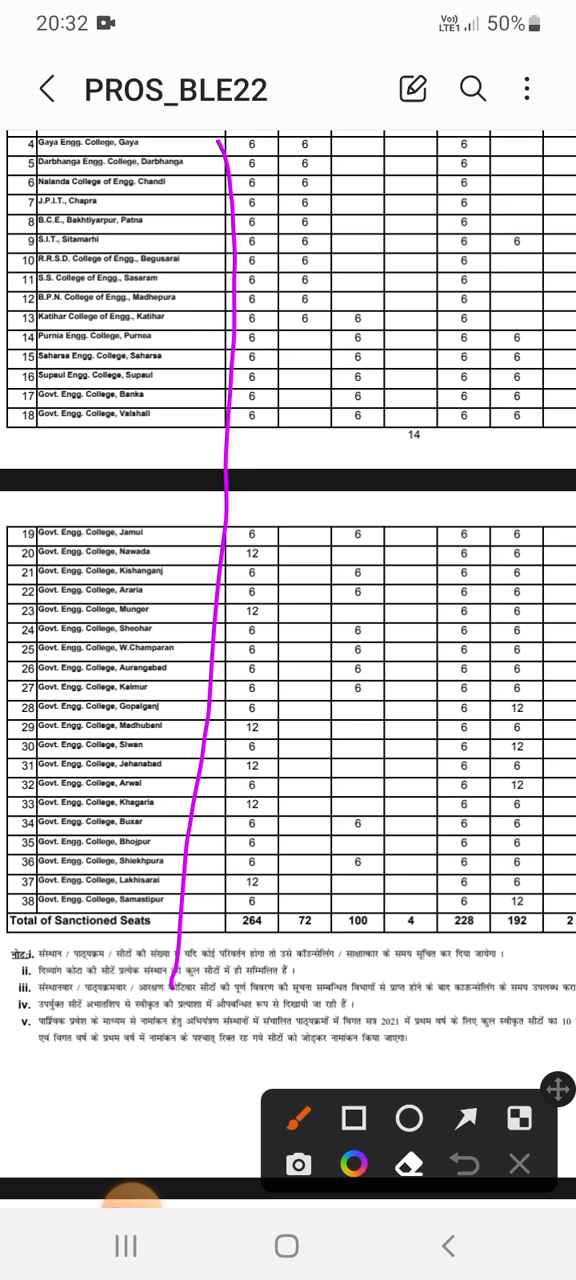 20:32 Vo)) LTE1 50%
PROS_BLE22
4 Gaya Engg. College, Gaya 6 6 6
5 Darbhanga Engg. College, Darbhanga 6 6 6
6 Nalanda College of Engg. Chandi 6 6 6
7 J.P.I.T., Chapra 6 6 6
8 B.C.E., Bakhtiyarpur, Patna 6 6 6
9 S.I.T., Sitamarhi 6 6 6 6
10 R.R.S.D. College of Engg., Begusarai 6 6 6
11 S.S. College of Engg., Sasaram 6 6 6
12 B.P.N. College of Engg., Madhepura 6 6 6
13 Katihar College of Engg., Katihar 6 6 6 6
14 Purnia Engg. College, Purnea 6 6 6 6
15 Saharsa Engg. College, Saharsa 6 6 6 6
16 Supaul Engg. College, Supaul 6 6 6 6
17 Govt. Engg. College, Banka 6 6 6 6
18 Govt. Engg. College, Vaishali 6 6 6 6
14
19 Govt. Engg. College, Jamui 6 6 6 6
20 Govt. Engg. College, Nawada 12 6 6
21 Govt. Engg. College, Kishanganj 6 6 6 6
22 Govt. Engg. College, Araria 6 6 6 6
23 Govt. Engg. College, Munger 12 6 6
24 Govt. Engg. College, Sheohar 6 6 6 6
25 Govt. Engg. College, W.Champaran 6 6 6 6
26 Govt. Engg. College, Aurangabad 6 6 6 6
27 Govt. Engg. College, Kaimur 6 6 6 6
28 Govt. Engg. College, Gopalganj 6 6 12
29 Govt. Engg. College, Madhubani 12 6 6
30 Govt. Engg. College, Siwan 6 6 12
31 Govt. Engg. College, Jehanabad 12 6 6
32 Govt. Engg. College, Arwal 6 6 12
33 Govt. Engg. College, Khagaria 12 6 6
34 Govt. Engg. College, Buxar 6 6 6 6
35 Govt. Engg. College, Bhojpur 6 6 6
36 Govt. Engg. College, Shiekhpura 6 6 6 6
37 Govt. Engg. College, Lakhisarai 12 6 6
38 Govt. Engg. College, Samastipur 6 6 12
Total of Sanctioned Seats 264 72 100 4 228 192 2
नोटः i. संस्थान / पाठ्यक्रम / सीटों की संख्या में यदि कोई परिवर्तन होगा तो उसे कॉउन्सेलिंग / साक्षात्कार के समय सूचित कर दिया जायेगा ।
ii. दिव्यांग कोटा की सीटें प्रत्येक संस्थान की कुल सीटों में ही सम्मिलित हैं ।
iii. संस्थानवार / पाठ्यक्रमवार / आरक्षण कोटिवार सीटों की पूर्ण विवरण की सूचना सम्बन्धित विभागों से प्राप्त होने के बाद काऊन्सेलिंग के समय उपलब्ध करा
iv. उपर्युक्त सीटें अभातशिप से स्वीकृत की प्रत्याशा में औपबन्धित रूप से दिखायी जा रही हैं ।
v. पार्श्विक प्रवेश के माध्यम से नामांकन हेतु अभियंत्रण संस्थानों में संचालित पाठ्यक्रमों में विगत सत्र 2021 में प्रथम वर्ष के लिए कुल स्वीकृत सीटों का 10
एवं विगत वर्ष के प्रथम वर्ष में नामांकन के पश्चात् रिक्त रह गये सीटों को जोड़कर नामांकन किया जाएगा।